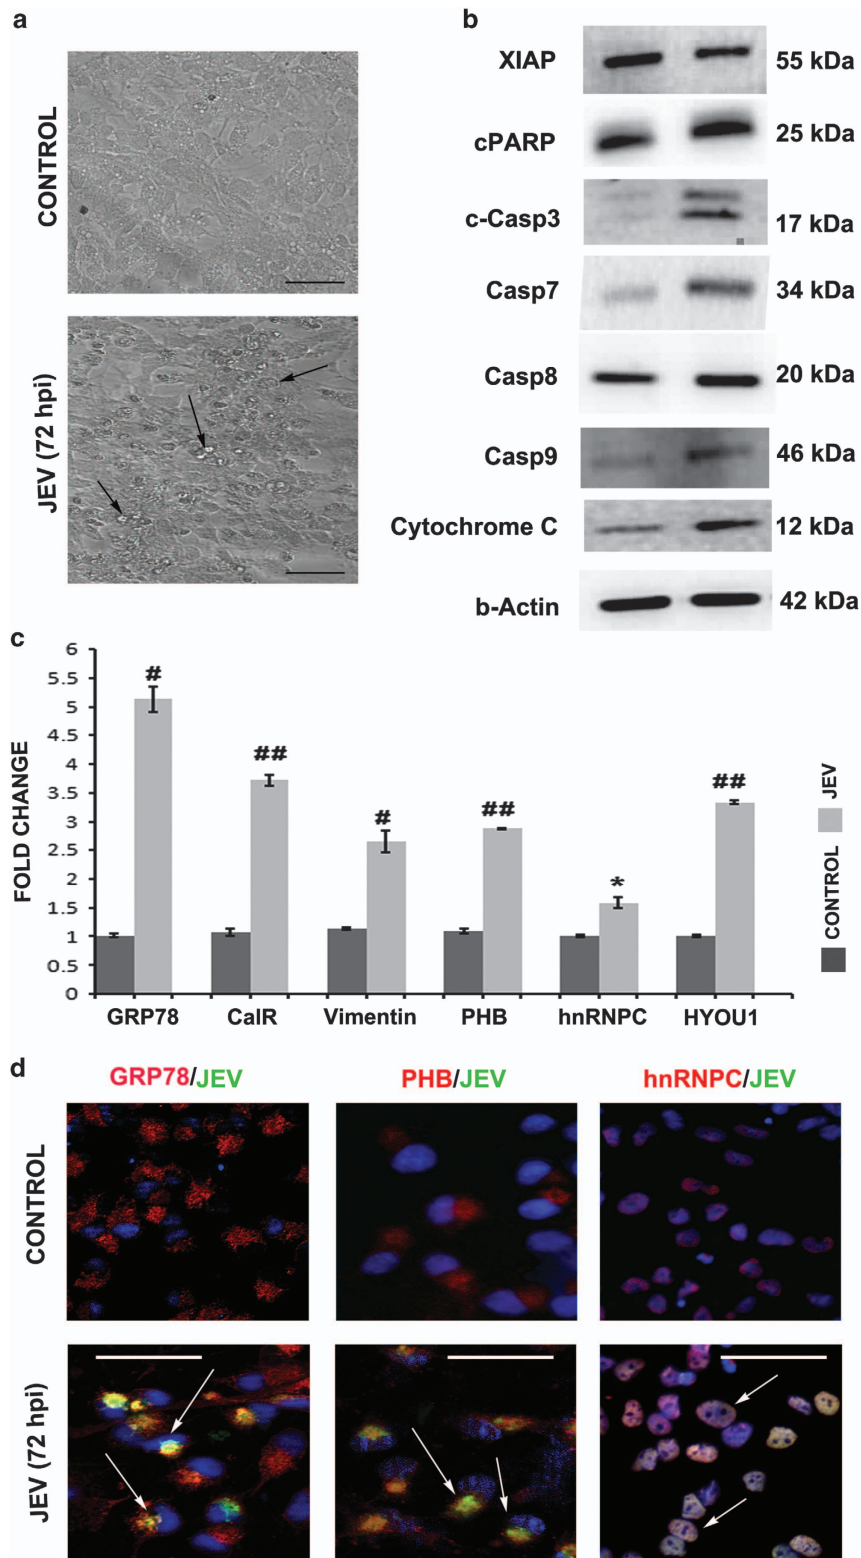 a
CONTROL
JEV (72 hpi)
b
XIAP 55 kDa
cPARP 25 kDa
c-Casp3 17 kDa
Casp7 34 kDa
Casp8 20 kDa
Casp9 46 kDa
Cytochrome C 12 kDa
b-Actin 42 kDa
c
FOLD CHANGE
6
5.5
5
4.5
4
3.5
3
2.5
2
1.5
1
0.5
0
#
##
#
##
*
##
GRP78 CalR Vimentin PHB hnRNPC HYOU1
CONTROL JEV
d
GRP78/JEV PHB/JEV hnRNPC/JEV
CONTROL
JEV (72 hpi)